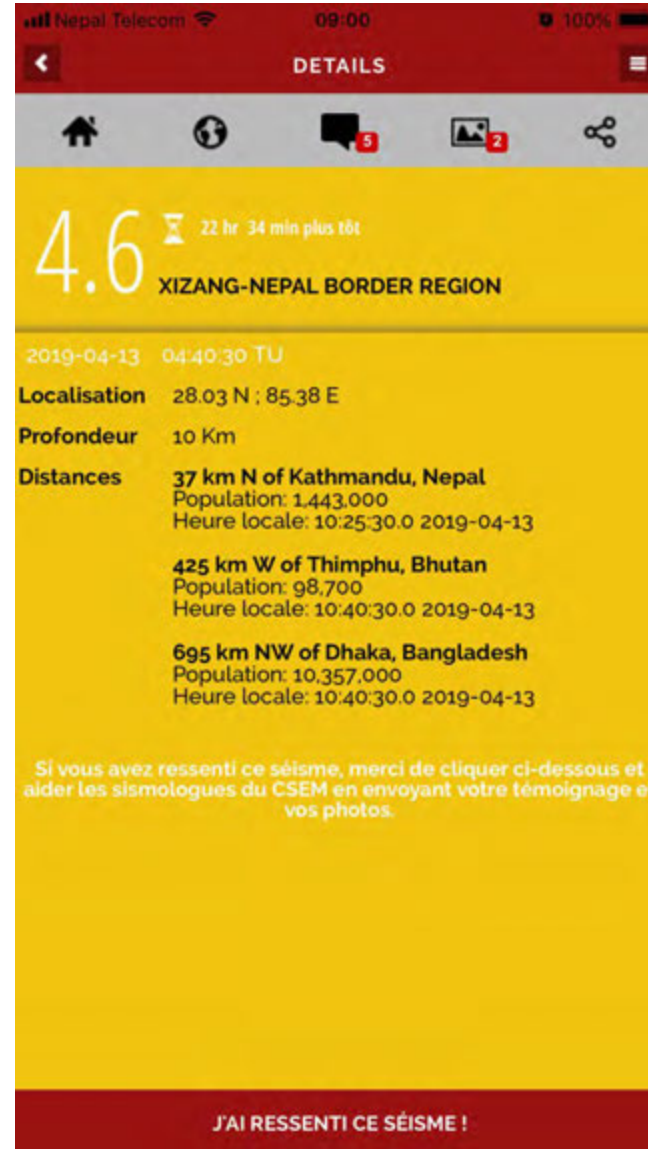 Nepal Telecom 09:00 100%
DETAILS
5 2
4.6 22 hr 34 min plus tôt
XIZANG-NEPAL BORDER REGION
2019-04-13 04:40:30 TU
Localisation 28.03 N ; 85.38 E
Profondeur 10 Km
Distances 37 km N of Kathmandu, Nepal
Population: 1,443,000
Heure locale: 10:25:30.0 2019-04-13
425 km W of Thimphu, Bhutan
Population: 98,700
Heure locale: 10:40:30.0 2019-04-13
695 km NW of Dhaka, Bangladesh
Population: 10,357,000
Heure locale: 10:40:30.0 2019-04-13
Si vous avez ressenti ce séisme, merci de cliquer ci-dessous et
aider les sismologues du CSEM en envoyant votre témoignage e
vos photos.
J'AI RESSENTI CE SÉISME !